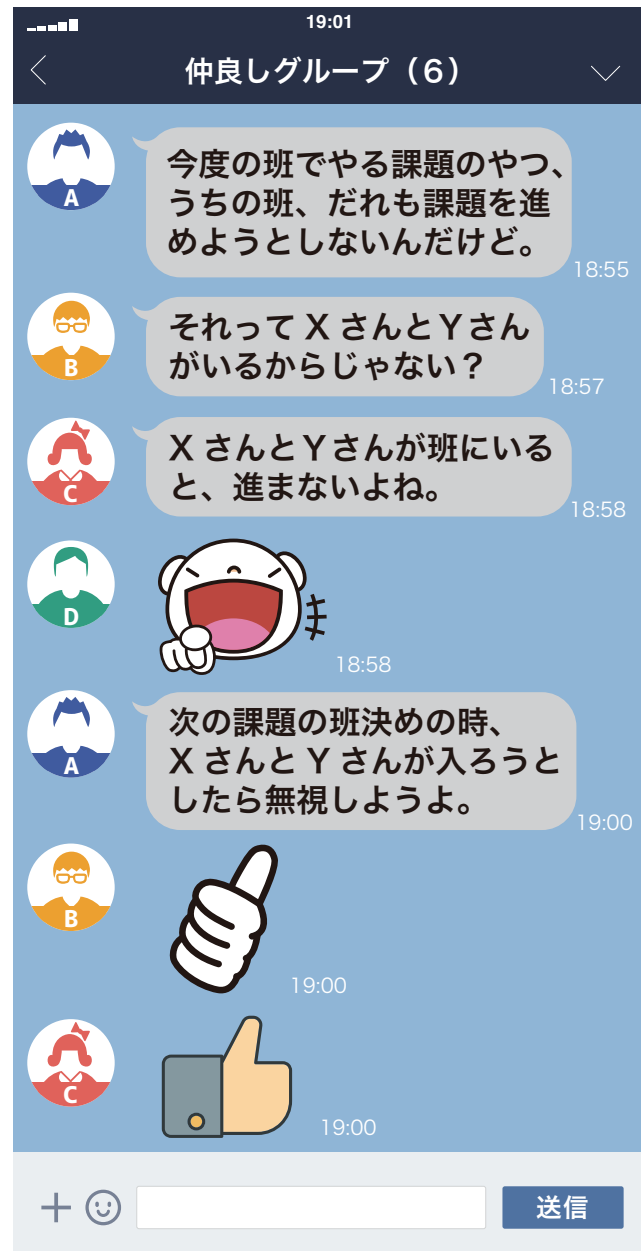 19:01
仲良しグループ（6）
今度の班でやる課題のやつ、
うちの班、だれも課題を進
めようとしないんだけど。
A
18:55
それって X さんとYさん
がいるからじゃない？
B
18:57
X さんとYさんが班にいる
と、進まないよね。
C
18:58
D
18:58
次の課題の班決めの時、
X さんと Y さんが入ろうと
したら無視しようよ。
A
19:00
B
19:00
C
19:00
送信